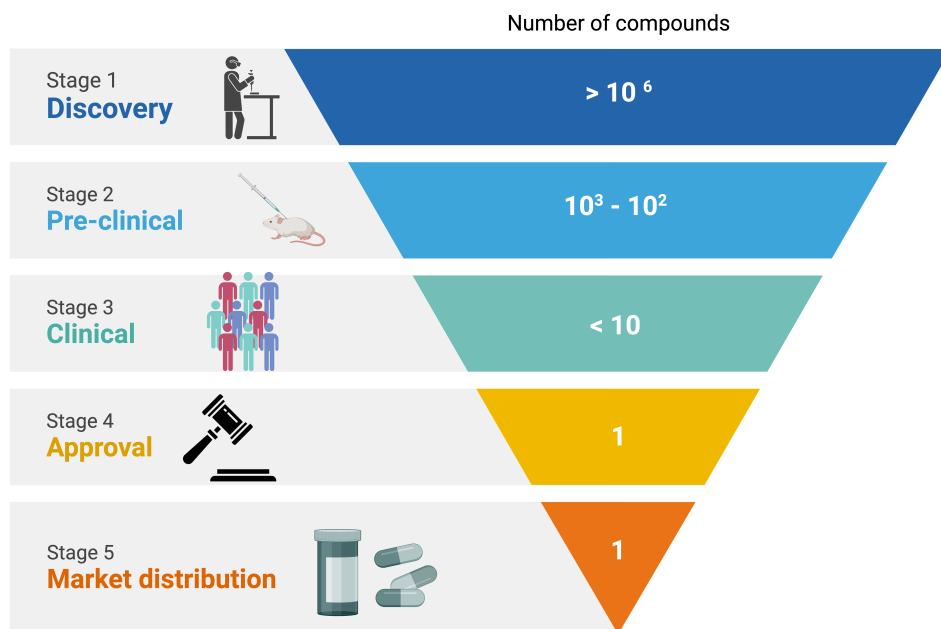 Number of compounds
Stage 1
Discovery
> 10 ⁶
Stage 2
Pre-clinical
10³ - 10²
Stage 3
Clinical
< 10
Stage 4
Approval
1
Stage 5
Market distribution
1